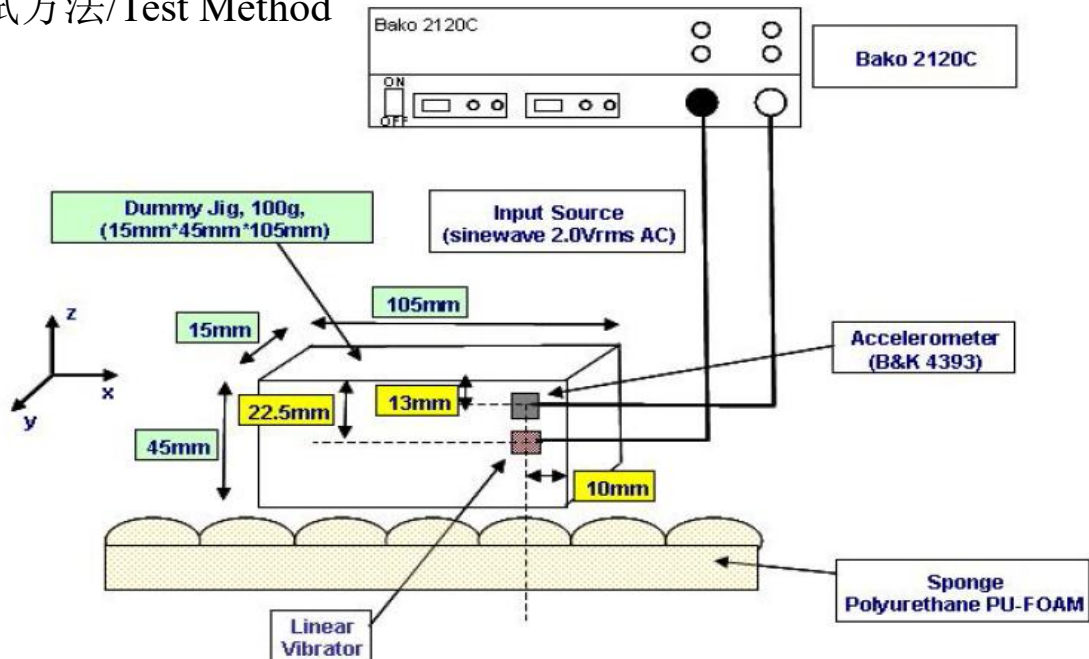 试方法/Test Method
Bako 2120C
ON
OFF
Bako 2120C
Dummy Jig, 100g,
(15mm*45mm*105mm)
Input Source
(sinewave 2.0Vrms AC)
105mm
15mm
z
x
y
Accelerometer
(B&K 4393)
13mm
22.5mm
45mm
10mm
Sponge
Polyurethane PU-FOAM
Linear
Vibrator